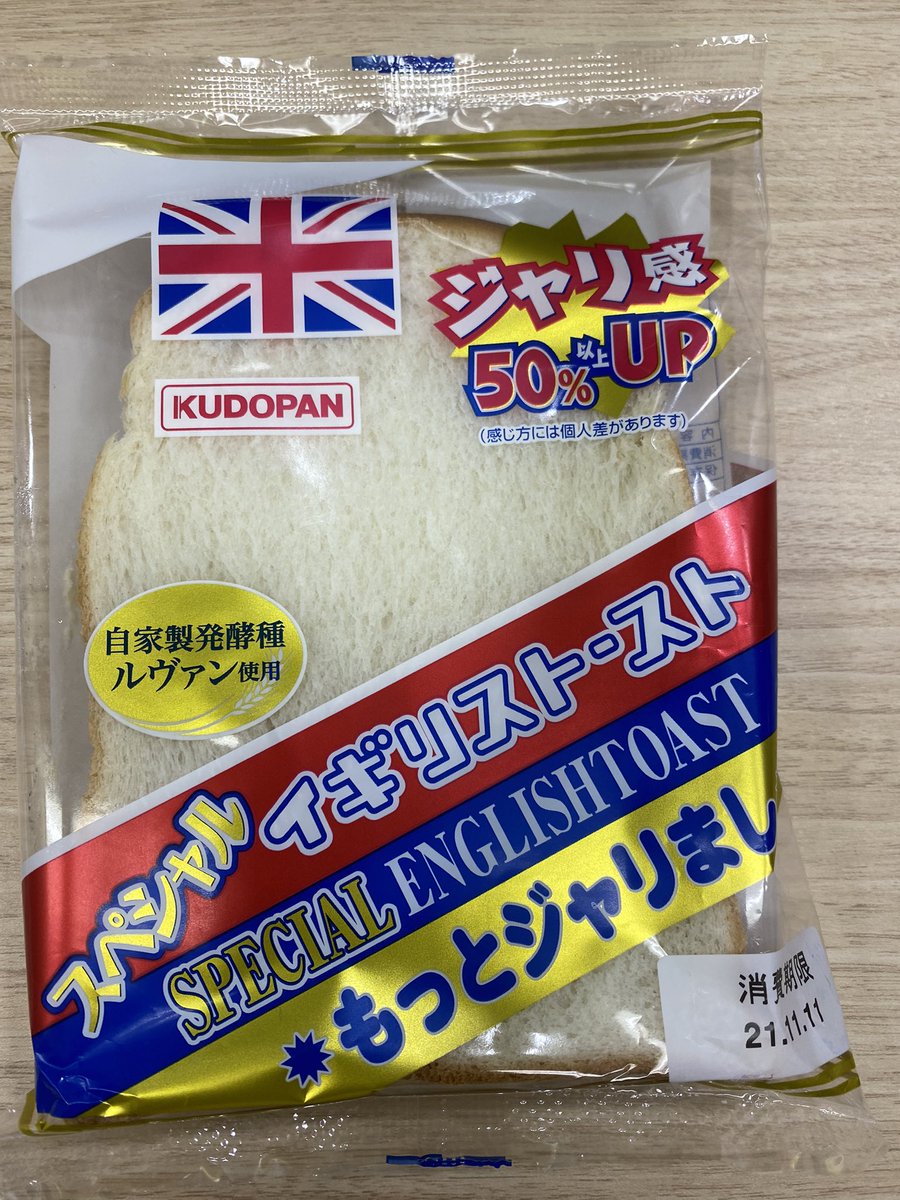 ジャリ感
50%以上UP
(感じ方には個人差があります)
KUDOPAN
自家製発酵種
ルヴァン使用
スペシャル イギリストースト
SPECIAL ENGLISHTOAST
もっとジャリまし
消費期限
21.11.11